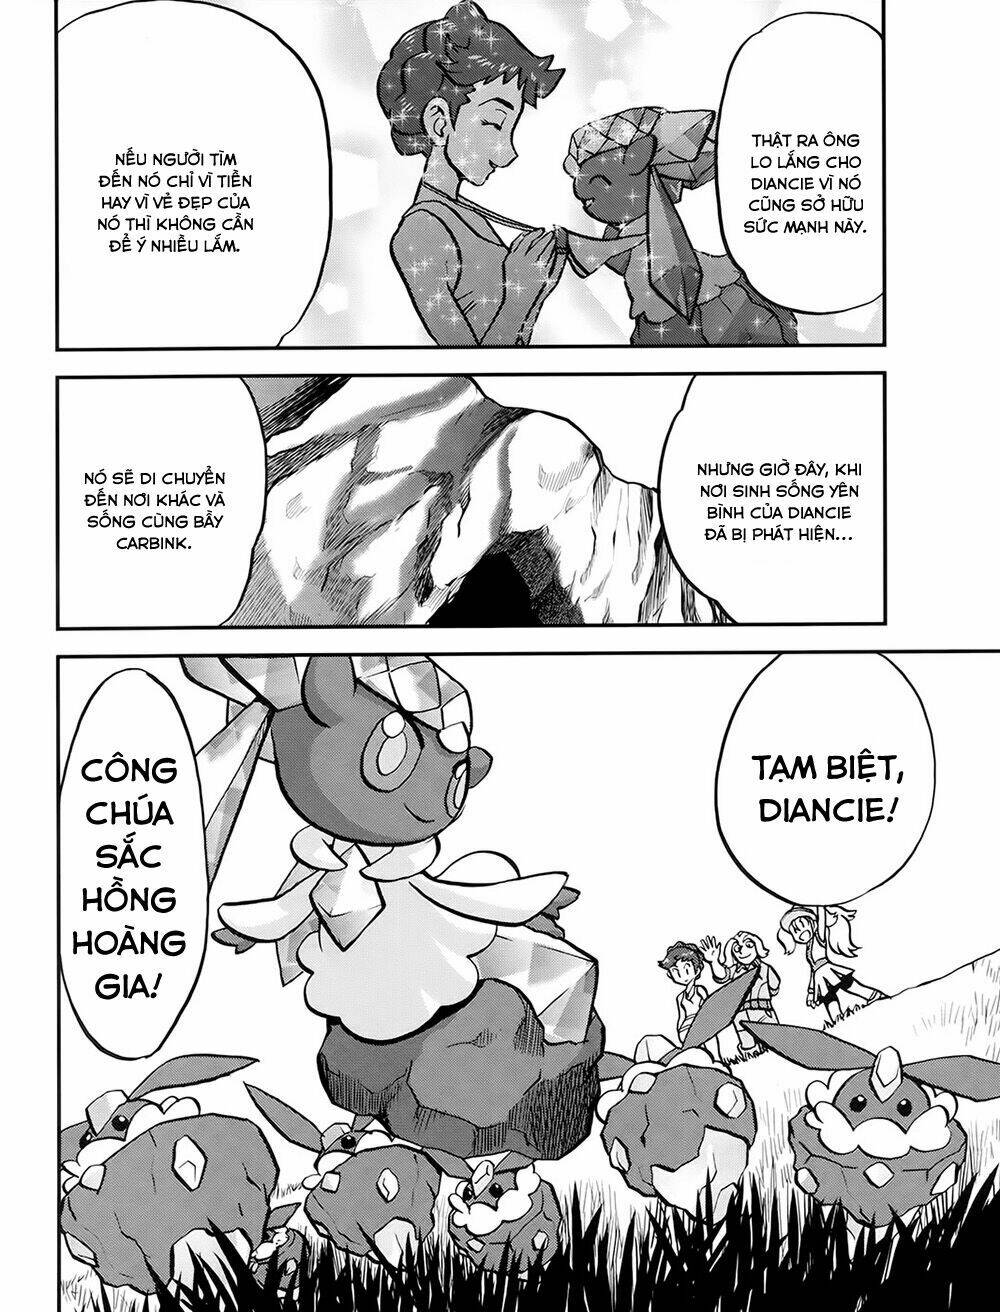 THẬT RA ÔNG
LO LẮNG CHO
DIANCIE VÌ NÓ
CŨNG SỞ HỮU
SỨC MẠNH NÀY.
NẾU NGƯỜI TÌM
ĐẾN NÓ CHỈ VÌ TIỀN
HAY VÌ VẺ ĐẸP CỦA
NÓ THÌ KHÔNG CẦN
ĐỂ Ý NHIỀU LẮM.
NHƯNG GIỜ ĐÂY, KHI
NƠI SINH SỐNG YÊN
BÌNH CỦA DIANCIE
ĐÃ BỊ PHÁT HIỆN...
NÓ SẼ DI CHUYỂN
ĐẾN NƠI KHÁC VÀ
SỐNG CÙNG BẦY
CARBINK.
TẠM BIỆT,
DIANCIE!
CÔNG
CHÚA
SẮC
HỒNG
HOÀNG
GIA!